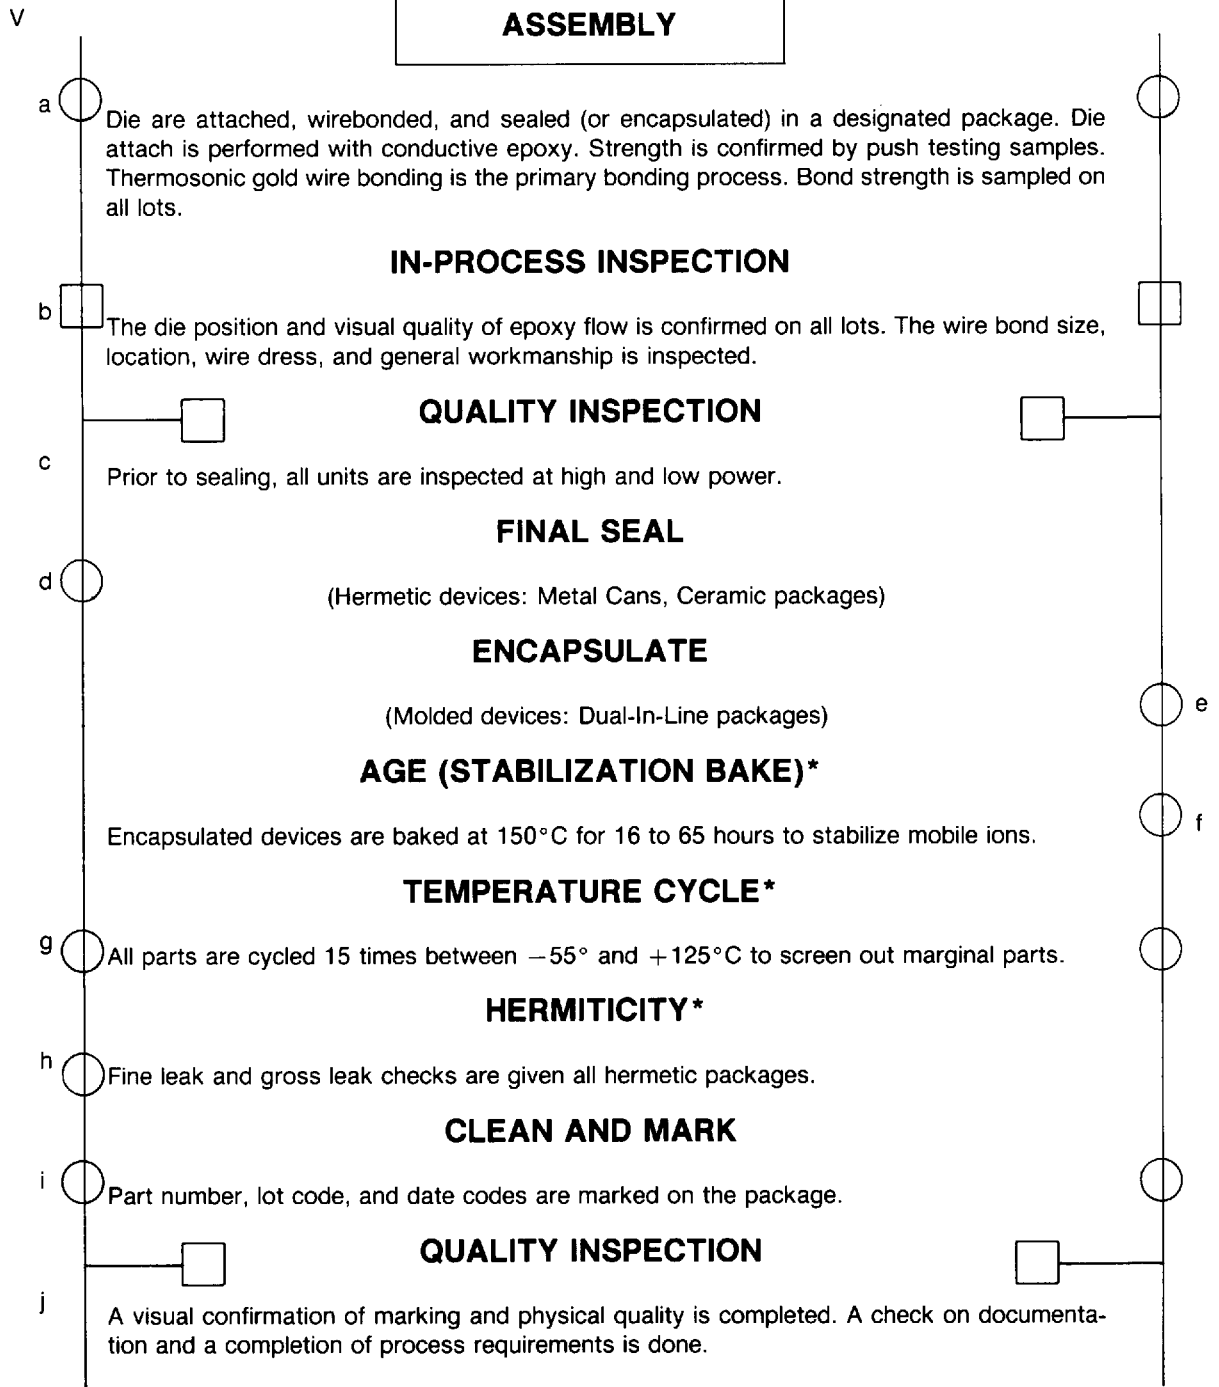 V
ASSEMBLY
a
Die are attached, wirebonded, and sealed (or encapsulated) in a designated package. Die
attach is performed with conductive epoxy. Strength is confirmed by push testing samples.
Thermosonic gold wire bonding is the primary bonding process. Bond strength is sampled on
all lots.
IN-PROCESS INSPECTION
b
The die position and visual quality of epoxy flow is confirmed on all lots. The wire bond size,
location, wire dress, and general workmanship is inspected.
QUALITY INSPECTION
c
Prior to sealing, all units are inspected at high and low power.
FINAL SEAL
d
(Hermetic devices: Metal Cans, Ceramic packages)
ENCAPSULATE
(Molded devices: Dual-In-Line packages)
e
AGE (STABILIZATION BAKE)*
Encapsulated devices are baked at 150°C for 16 to 65 hours to stabilize mobile ions.
f
TEMPERATURE CYCLE*
g
All parts are cycled 15 times between −55° and +125°C to screen out marginal parts.
HERMITICITY*
h
Fine leak and gross leak checks are given all hermetic packages.
CLEAN AND MARK
i
Part number, lot code, and date codes are marked on the package.
QUALITY INSPECTION
j
A visual confirmation of marking and physical quality is completed. A check on documenta-
tion and a completion of process requirements is done.